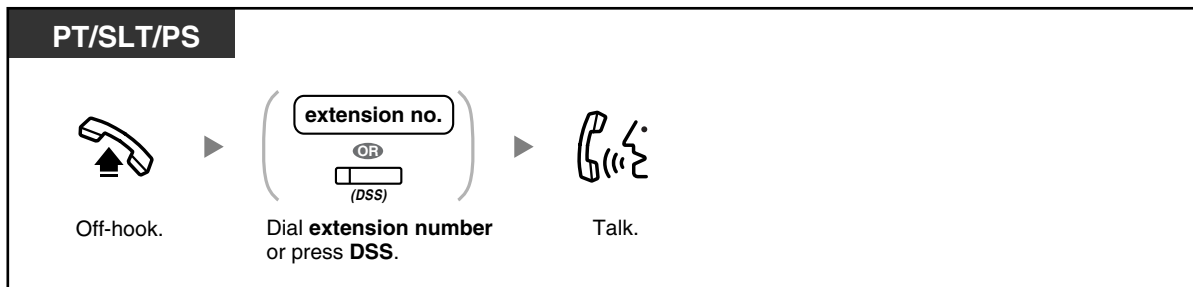 PT/SLT/PS
extension no.
OR
(DSS)
Off-hook.
Dial extension number
or press DSS.
Talk.